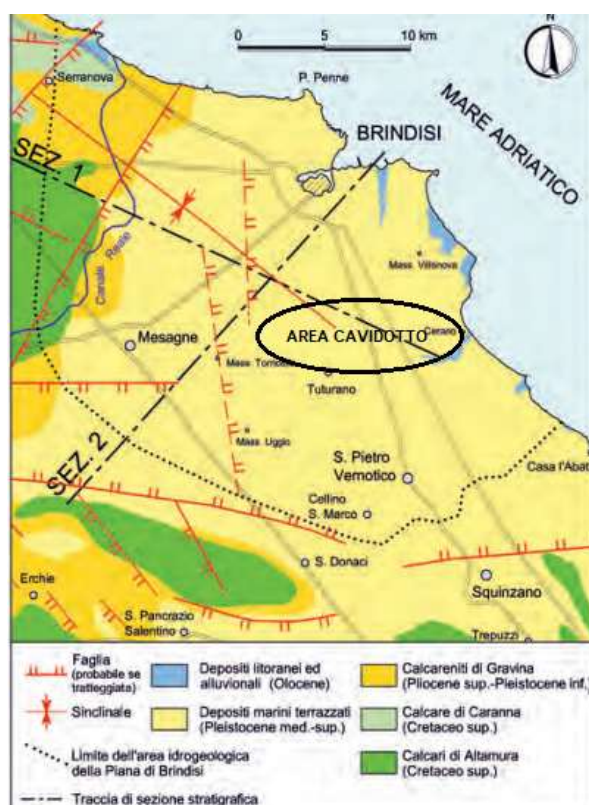 N
0 5 10 km
Serranova
P. Penne
MARE ADRIATICO
BRINDISI
SEZ. 1
Canale Reale
Mass. Villanova
AREA CAVIDOTTO
Cerano
Mesagne
Mass. Tomo
Tuturano
Mass. Uggio
SEZ. 2
S. Pietro
Vernotico
Casa l'Abat
Cellino
S. Marco
S. Donaci
Squinzano
Erchie
S. Pancrazio
Salentino
Trepuzzi
Faglia
(probabile se
tratteggiata)
Sinclinale
Limite dell'area idrogeologica
della Piana di Brindisi
Traccia di sezione stratigrafica
Depositi litoranei ed
alluvionali (Olocene)
Depositi marini terrazzati
(Pleistocene med.-sup.)
Calcareniti di Gravina
(Pliocene sup.-Pleistocene inf.)
Calcare di Caranna
(Cretaceo sup.)
Calcari di Altamura
(Cretaceo sup.)